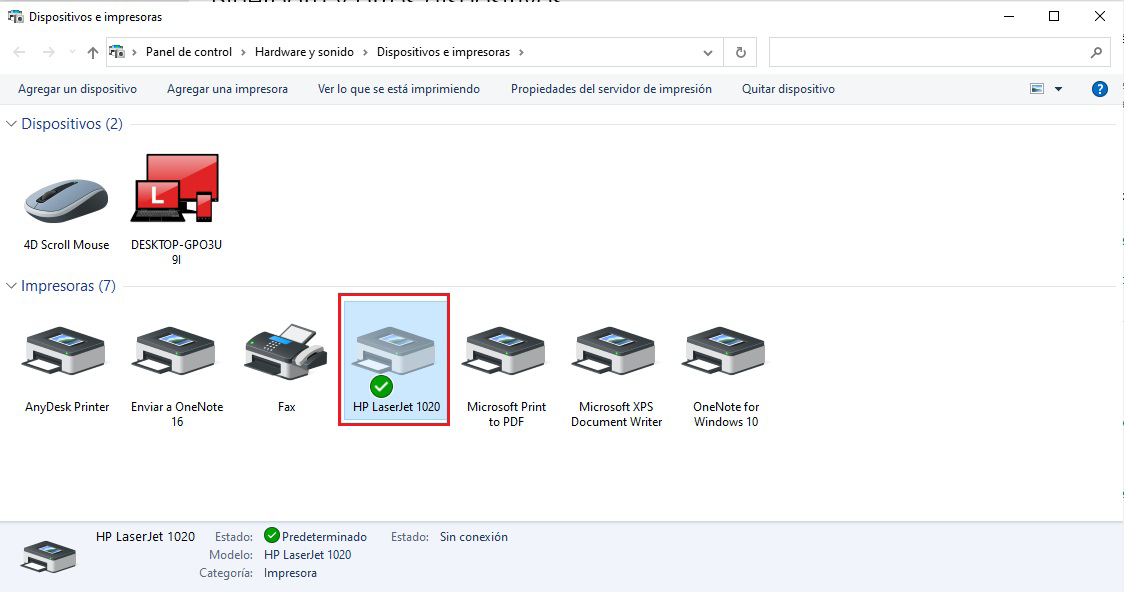 Dispositivos e impresoras
Panel de control
Hardware y sonido
Dispositivos e impresoras
Agregar un dispositivo
Agregar una impresora
Ver lo que se está imprimiendo
Propiedades del servidor de impresión
Quitar dispositivo
?
Dispositivos (2)
L
4D Scroll Mouse
DESKTOP-GPO3U
9I
Impresoras (7)
AnyDesk Printer
Enviar a OneNote
16
Fax
HP LaserJet 1020
Microsoft Print
to PDF
Microsoft XPS
Document Writer
OneNote for
Windows 10
HP LaserJet 1020
Estado: Predeterminado
Estado: Sin conexión
Modelo: HP LaserJet 1020
Categoría: Impresora